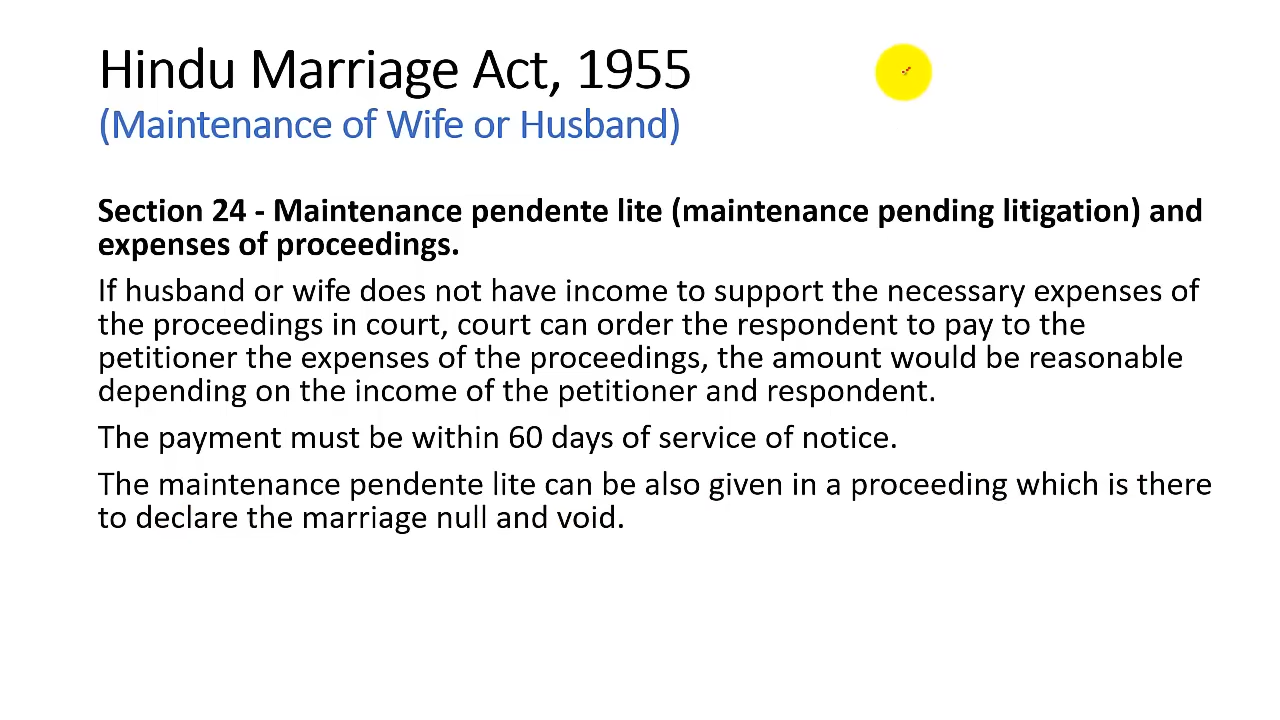 Hindu Marriage Act, 1955
(Maintenance of Wife or Husband)
Section 24 - Maintenance pendente lite (maintenance pending litigation) and
expenses of proceedings.
If husband or wife does not have income to support the necessary expenses of
the proceedings in court, court can order the respondent to pay to the
petitioner the expenses of the proceedings, the amount would be reasonable
depending on the income of the petitioner and respondent.
The payment must be within 60 days of service of notice.
The maintenance pendente lite can be also given in a proceeding which is there
to declare the marriage null and void.